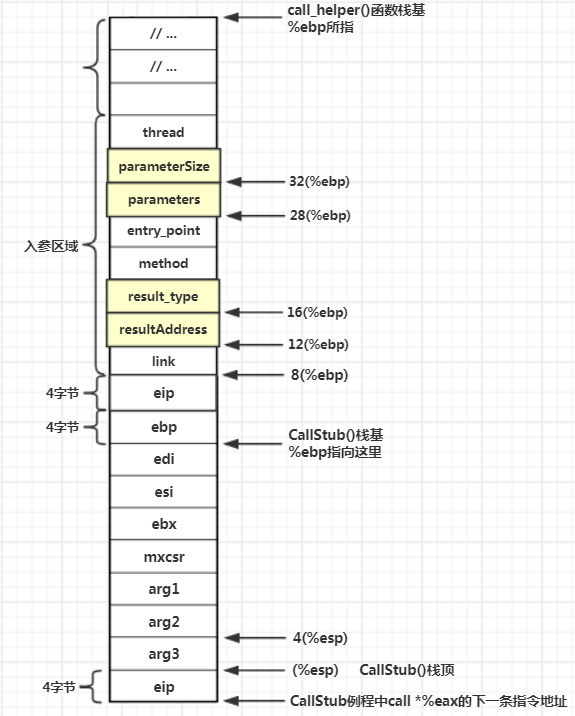 call_helper()函数栈基
%ebp所指
// ...
// ...
thread
parameterSize
32(%ebp)
parameters
28(%ebp)
entry_point
入参区域
method
result_type
16(%ebp)
resultAddress
12(%ebp)
link
8(%ebp)
4字节
eip
4字节
ebp
CallStub()栈基
%ebp指向这里
edi
esi
ebx
mxcsr
arg1
arg2
4(%esp)
arg3
(%esp) CallStub()栈顶
4字节
eip
CallStub例程中call *%eax的下一条指令地址